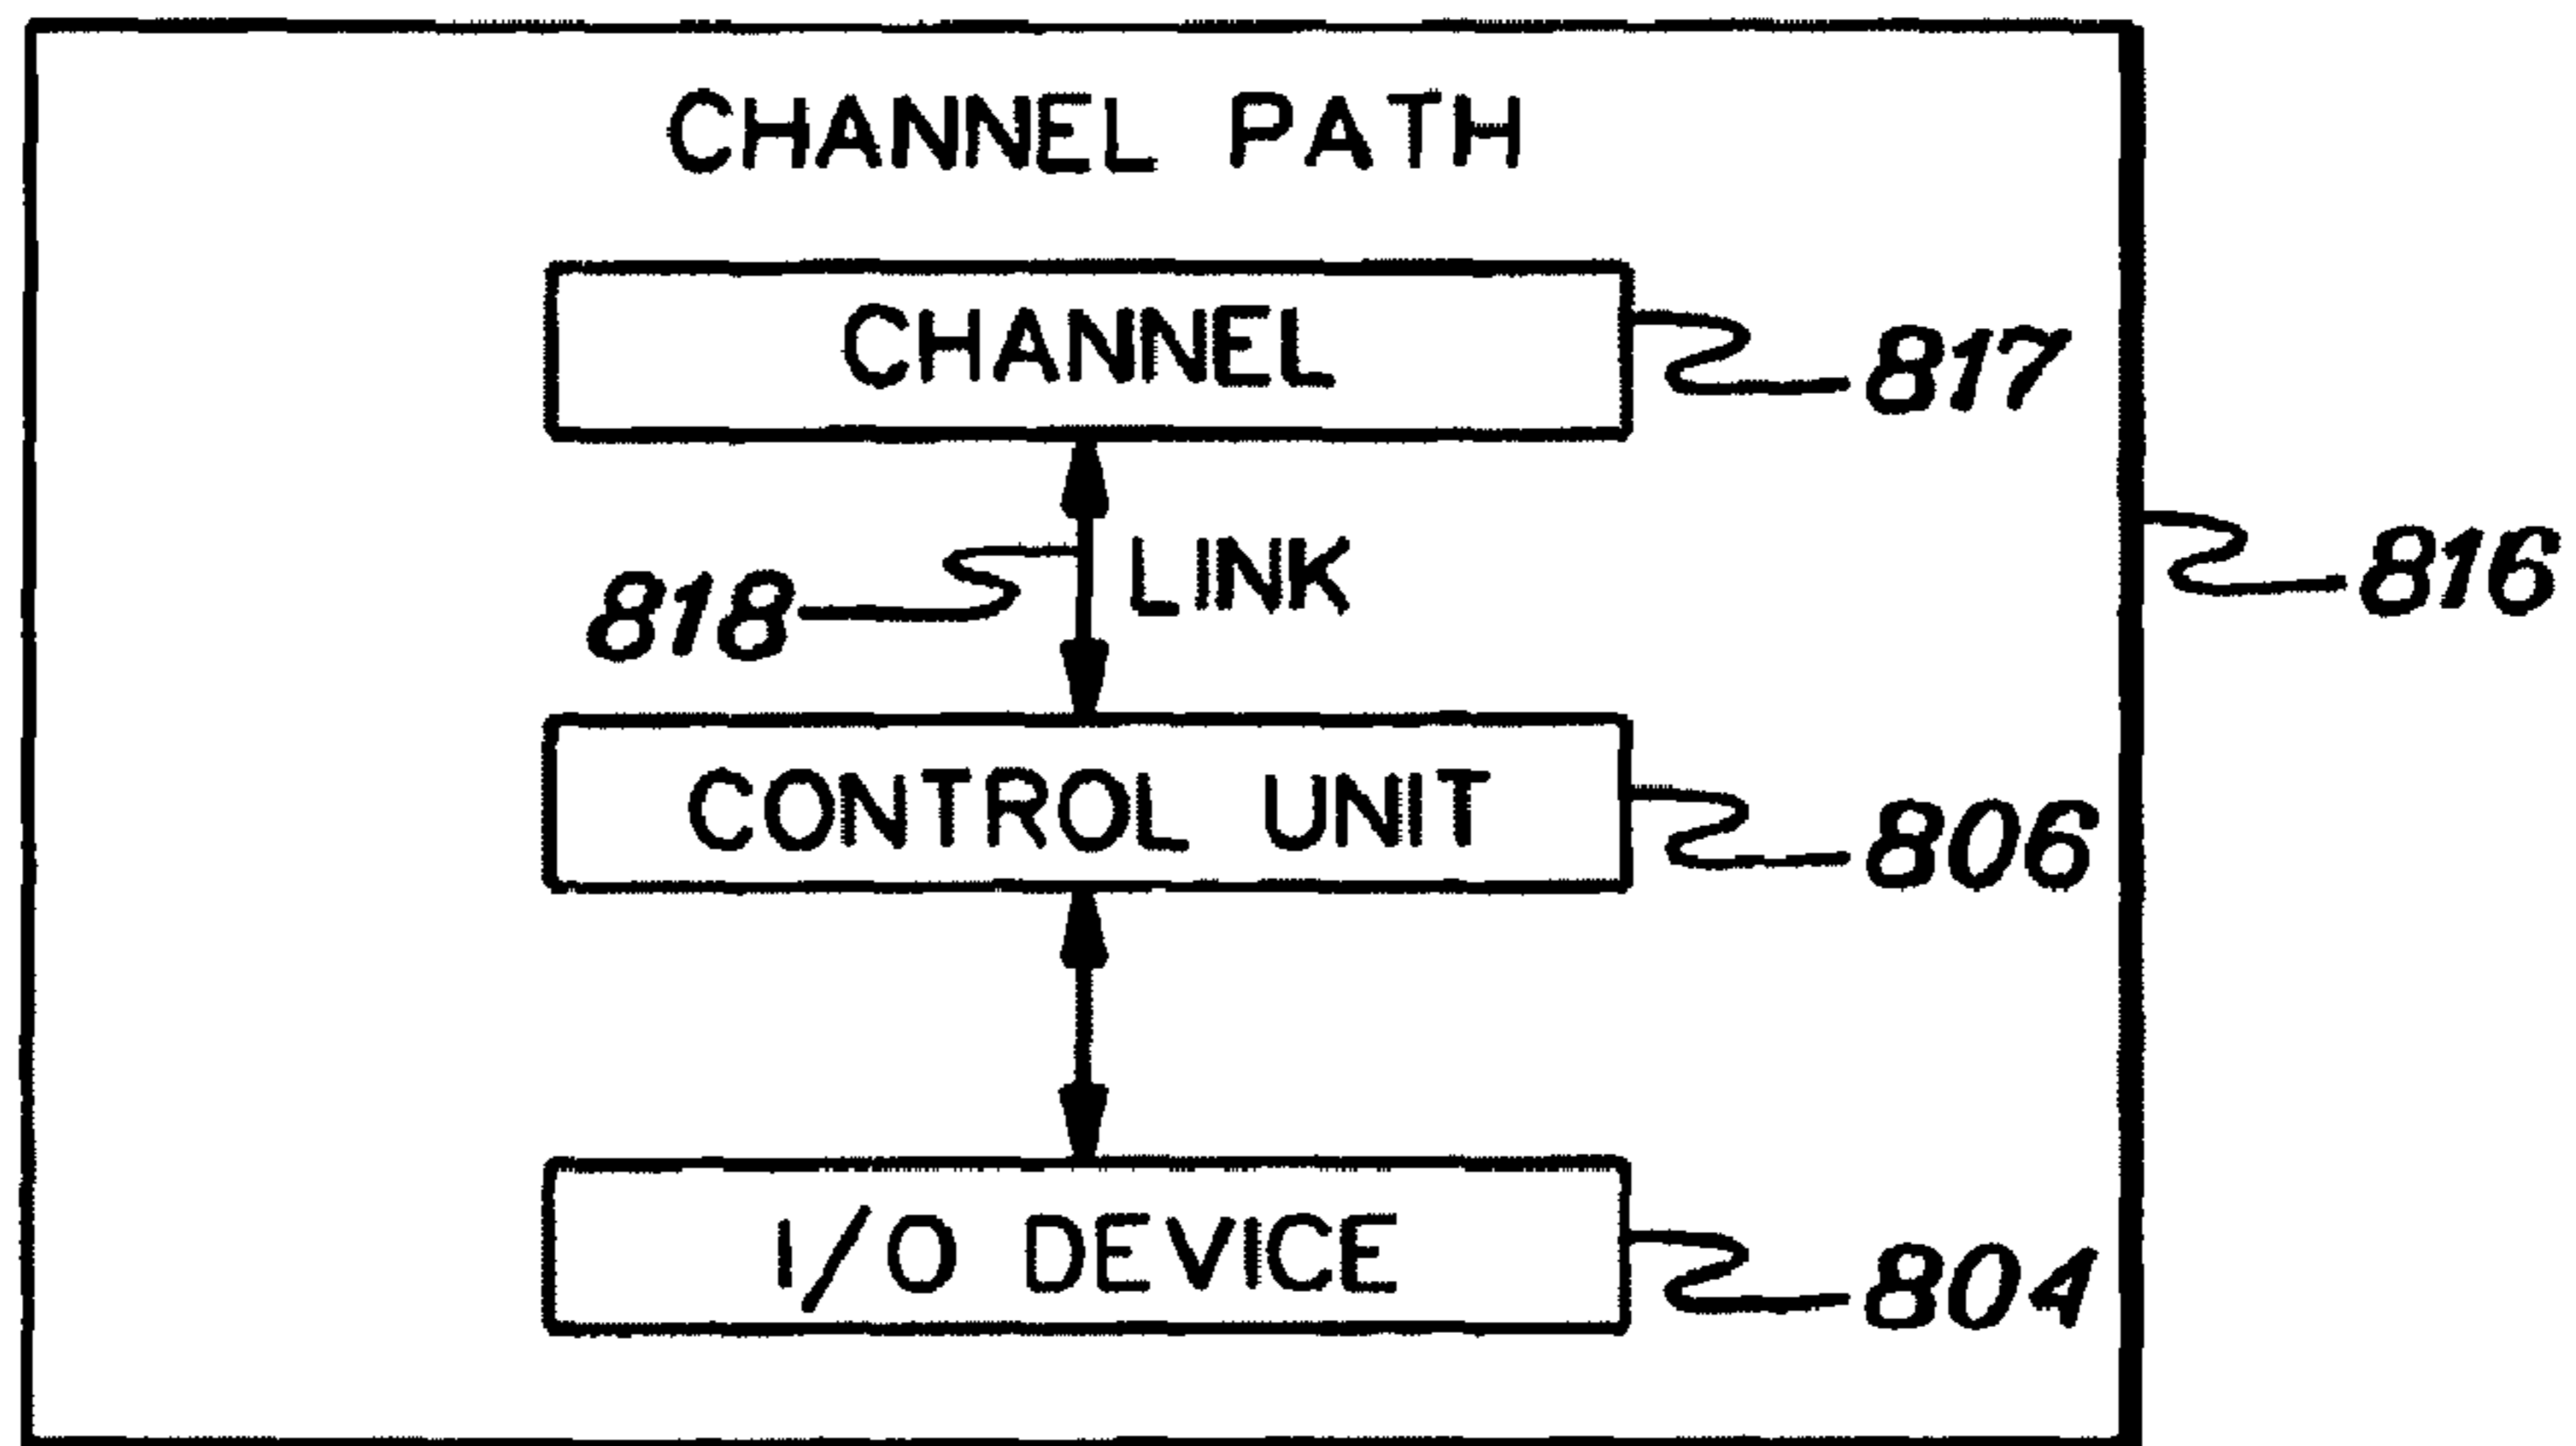 CHANNEL PATH
CHANNEL
817
818
LINK
816
CONTROL UNIT
806
I/O DEVICE
804